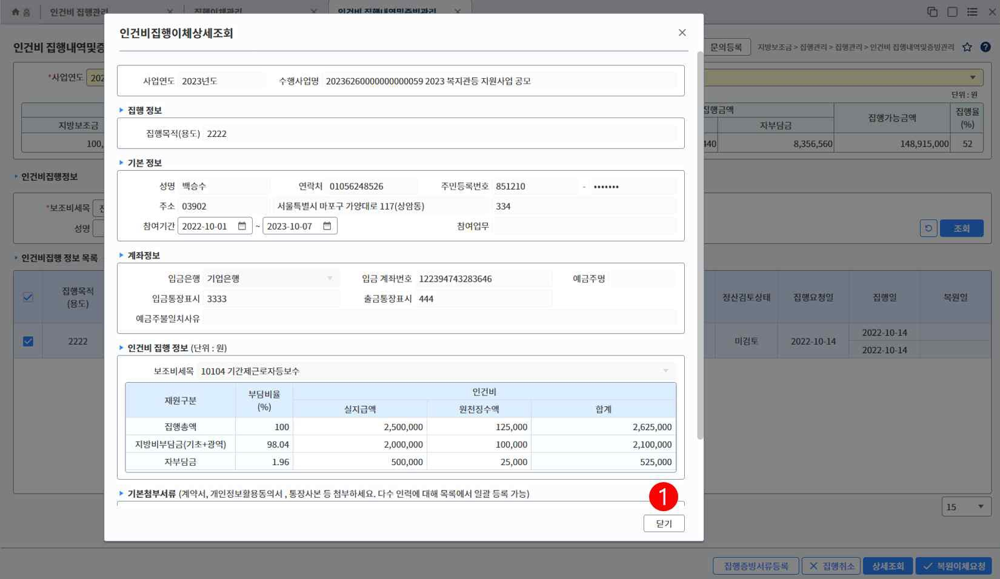 홈 인건비 집행관리 집행이체관리 인건비 집행내역및증빙관리
인건비 집행내역및증
문의등록 지방보조금 > 집행관리 > 집행관리 > 인건비 집행내역및증빙관리
*사업연도 202
단위 : 원
집행금액 집행가능금액 집행율 (%)
지방보조금 자부담금
100, 440 8,356,560 148,915,000 52
인건비집행정보
*보조비세목
성명
조회
인건비집행 정보 목록
집행목적 (용도) 정산검토상태 집행요청일 집행일 복원일
2222 미검토 2022-10-14 2022-10-14
2022-10-14
15
집행증빙서류등록 집행취소 상세조회 복원이체요청
인건비집행이체상세조회
사업연도 2023년도 수행사업명 20236260000000000059 2023 복지관등 지원사업 공모
집행 정보
집행목적(용도) 2222
기본 정보
성명 백승수 연락처 01056248526 주민등록번호 851210 - •••••••
주소 03902 서울특별시 마포구 가양대로 117(상암동) 334
참여기간 2022-10-01 ~ 2023-10-07 참여업무
계좌정보
입금은행 기업은행 입금 계좌번호 122394743283646 예금주명
입금통장표시 3333 출금통장표시 444
예금주불일치사유
인건비 집행 정보 (단위 : 원)
보조비세목 10104 기간제근로자등보수
재원구분 부담비율 (%) 인건비
실지급액 원천징수액 합계
집행총액 100 2,500,000 125,000 2,625,000
지방비부담금(기초+광역) 98.04 2,000,000 100,000 2,100,000
자부담금 1.96 500,000 25,000 525,000
기본첨부서류 (계약서, 개인정보활용동의서 , 통장사본 등 첨부하세요. 다수 인력에 대해 목록에서 일괄 등록 가능)
1
닫기